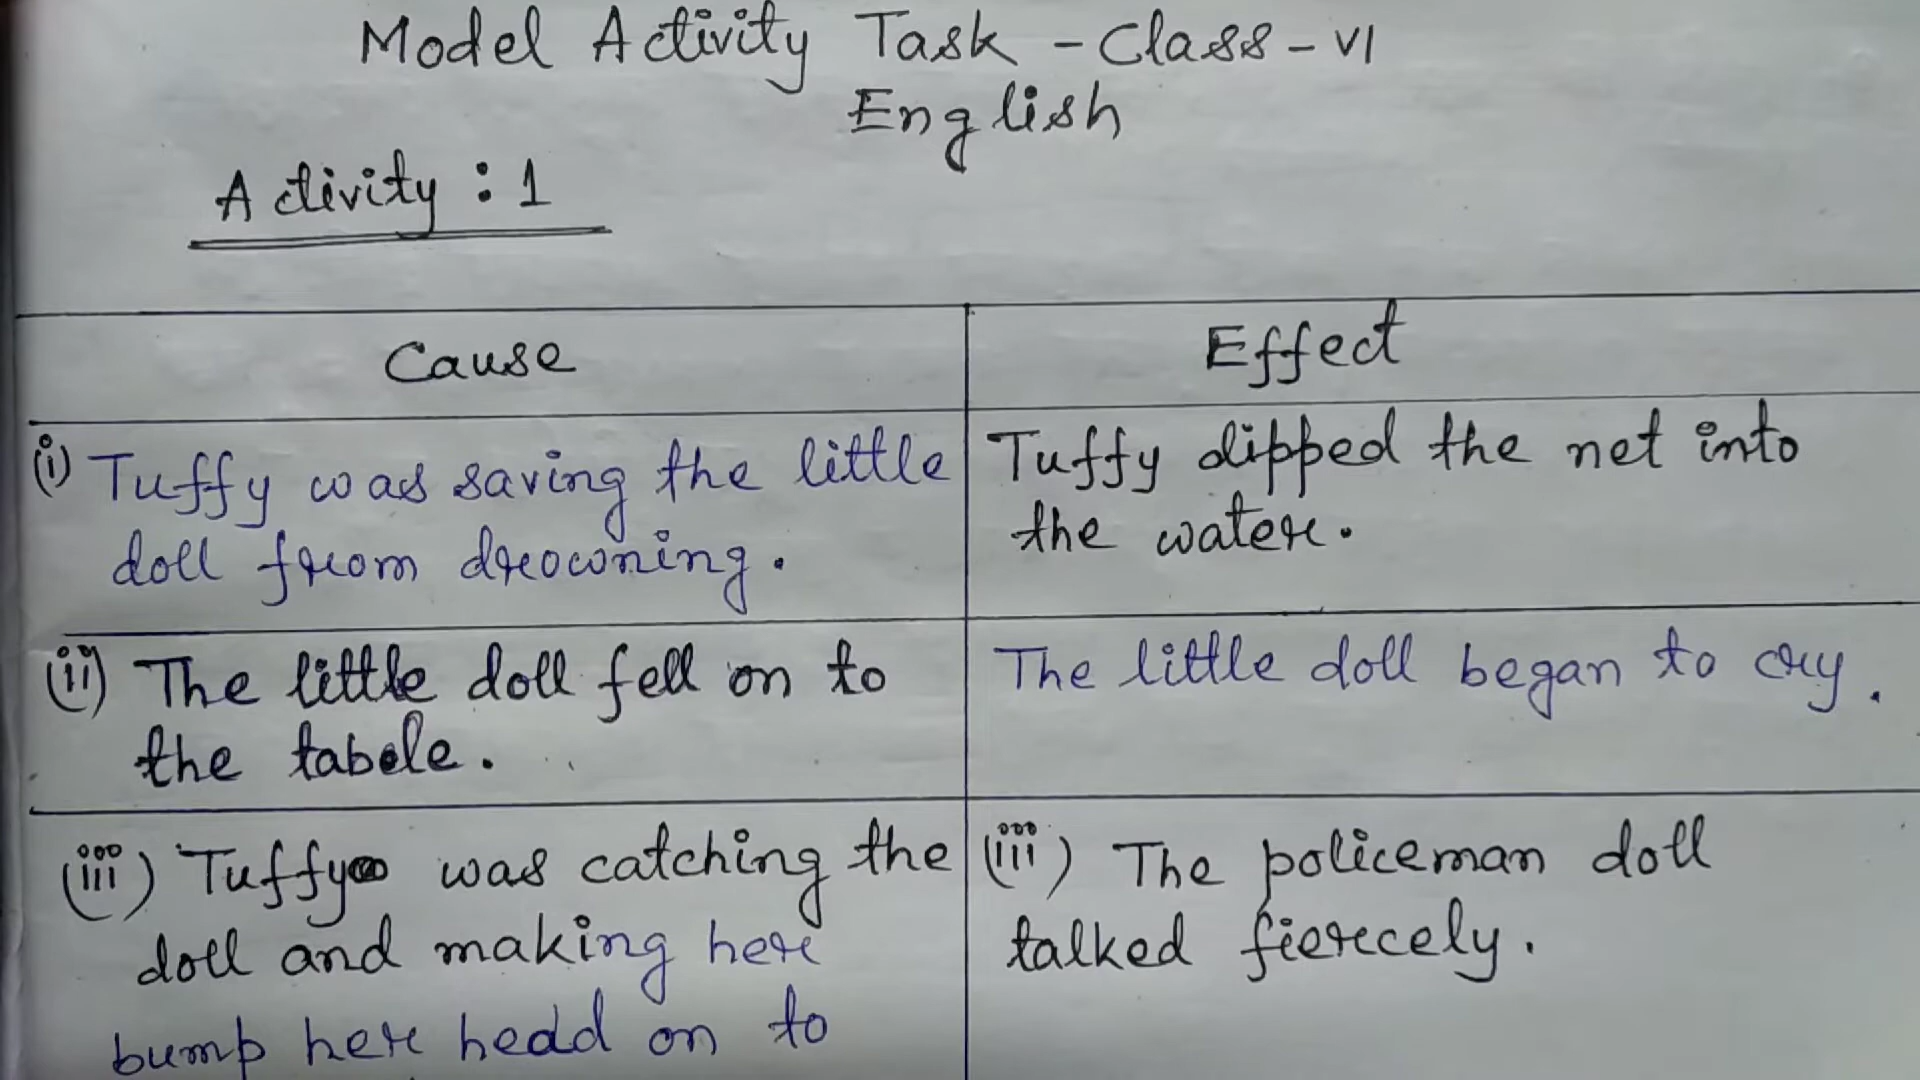 Model Activity Task - Class - VI
English
Activity : 1
Cause
Effect
(i) Tuffy was saving the little
doll from drowning.
Tuffy dipped the net into
the water.
(ii) The little doll fell on to
the tabele.
The little doll began to cry.
(iii) Tuffy was catching the
doll and making her
bump her head on to
(iii) The policeman doll
talked fiercely.